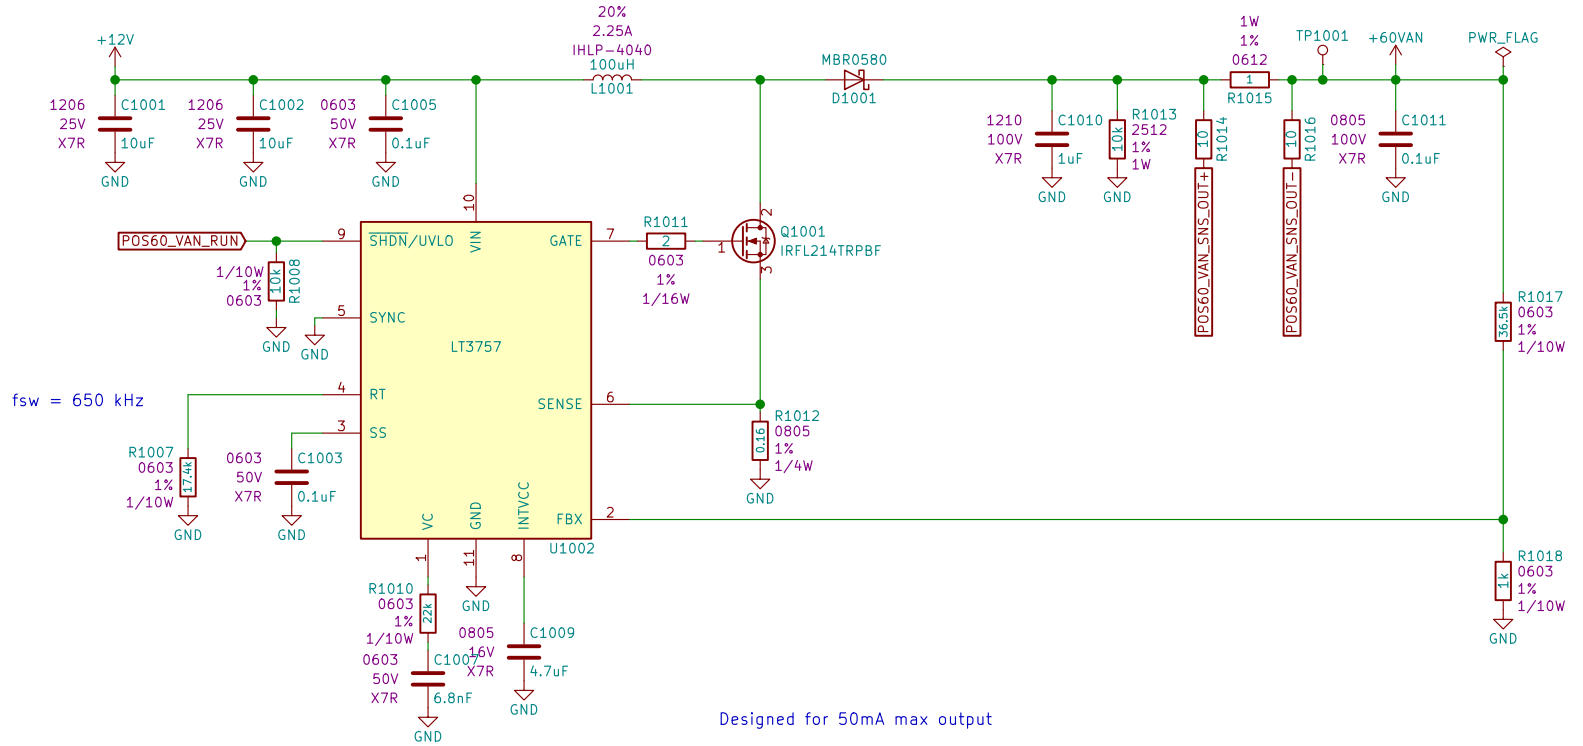 20%
2.25A
IHLP-4040
100uH
L1001
+12V
1206
25V
X7R
C1001
10uF
GND
1206
25V
X7R
C1002
10uF
GND
0603
50V
X7R
C1005
0.1uF
GND
MBR0580
D1001
1W
1%
0612
1
R1015
TP1001
+60VAN
PWR_FLAG
1210
100V
X7R
C1010
1uF
GND
R1013
2512
1%
1W
10k
GND
10
R1014
POS60_VAN_SNS_OUT+
10
R1016
POS60_VAN_SNS_OUT-
0805
100V
X7R
C1011
0.1uF
GND
POS60_VAN_RUN
1/10W
1%
0603
10k
R1008
GND
9
SHDN/UVLO
10
VIN
GATE
7
R1011
2
0603
1%
1/16W
1
2
3
Q1001
IRFL214TRPBF
5
SYNC
GND
LT3757
R1017
0603
1%
1/10W
36.5k
fsw = 650 kHz
4
RT
3
SS
SENSE
6
R1012
0805
1%
1/4W
0.16
GND
R1007
0603
1%
1/10W
17.4k
GND
0603
50V
X7R
C1003
0.1uF
GND
VC
GND
INTVCC
FBX
2
1
11
8
U1002
GND
R1018
0603
1%
1/10W
1k
GND
R1010
0603
1%
1/10W
22k
0603
50V
X7R
C1007
6.8nF
GND
0805
16V
X7R
C1009
4.7uF
GND
Designed for 50mA max output